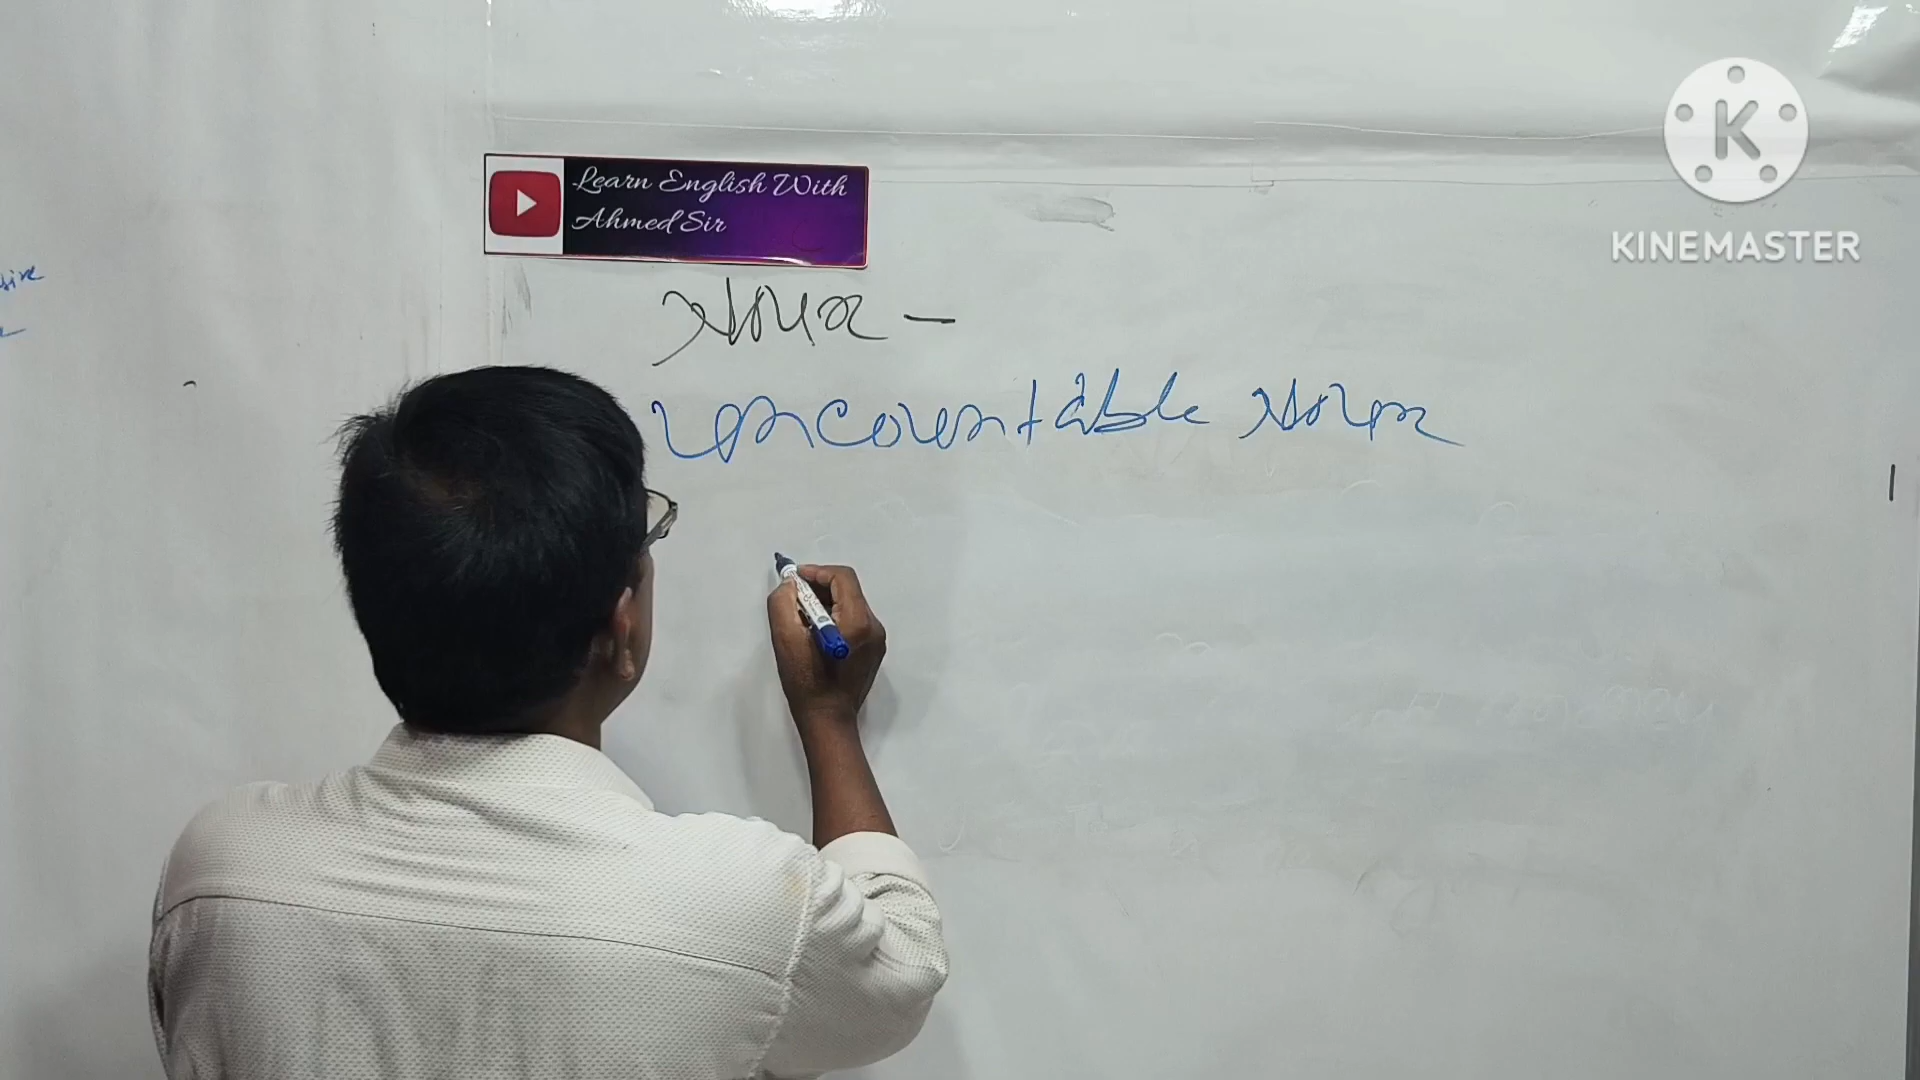 Learn English With
Ahmed Sir
KINEMASTER
Noun -
uncountable Noun